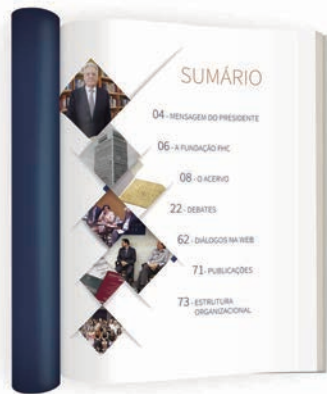 SUMÁRIO
04 - MENSAGEM DO PRESIDENTE
06 - A FUNDAÇÃO FHC
08 - O ACERVO
22 - DEBATES
62 - DIÁLOGOS NA WEB
71 - PUBLICAÇÕES
73 - ESTRUTURA
ORGANIZACIONAL